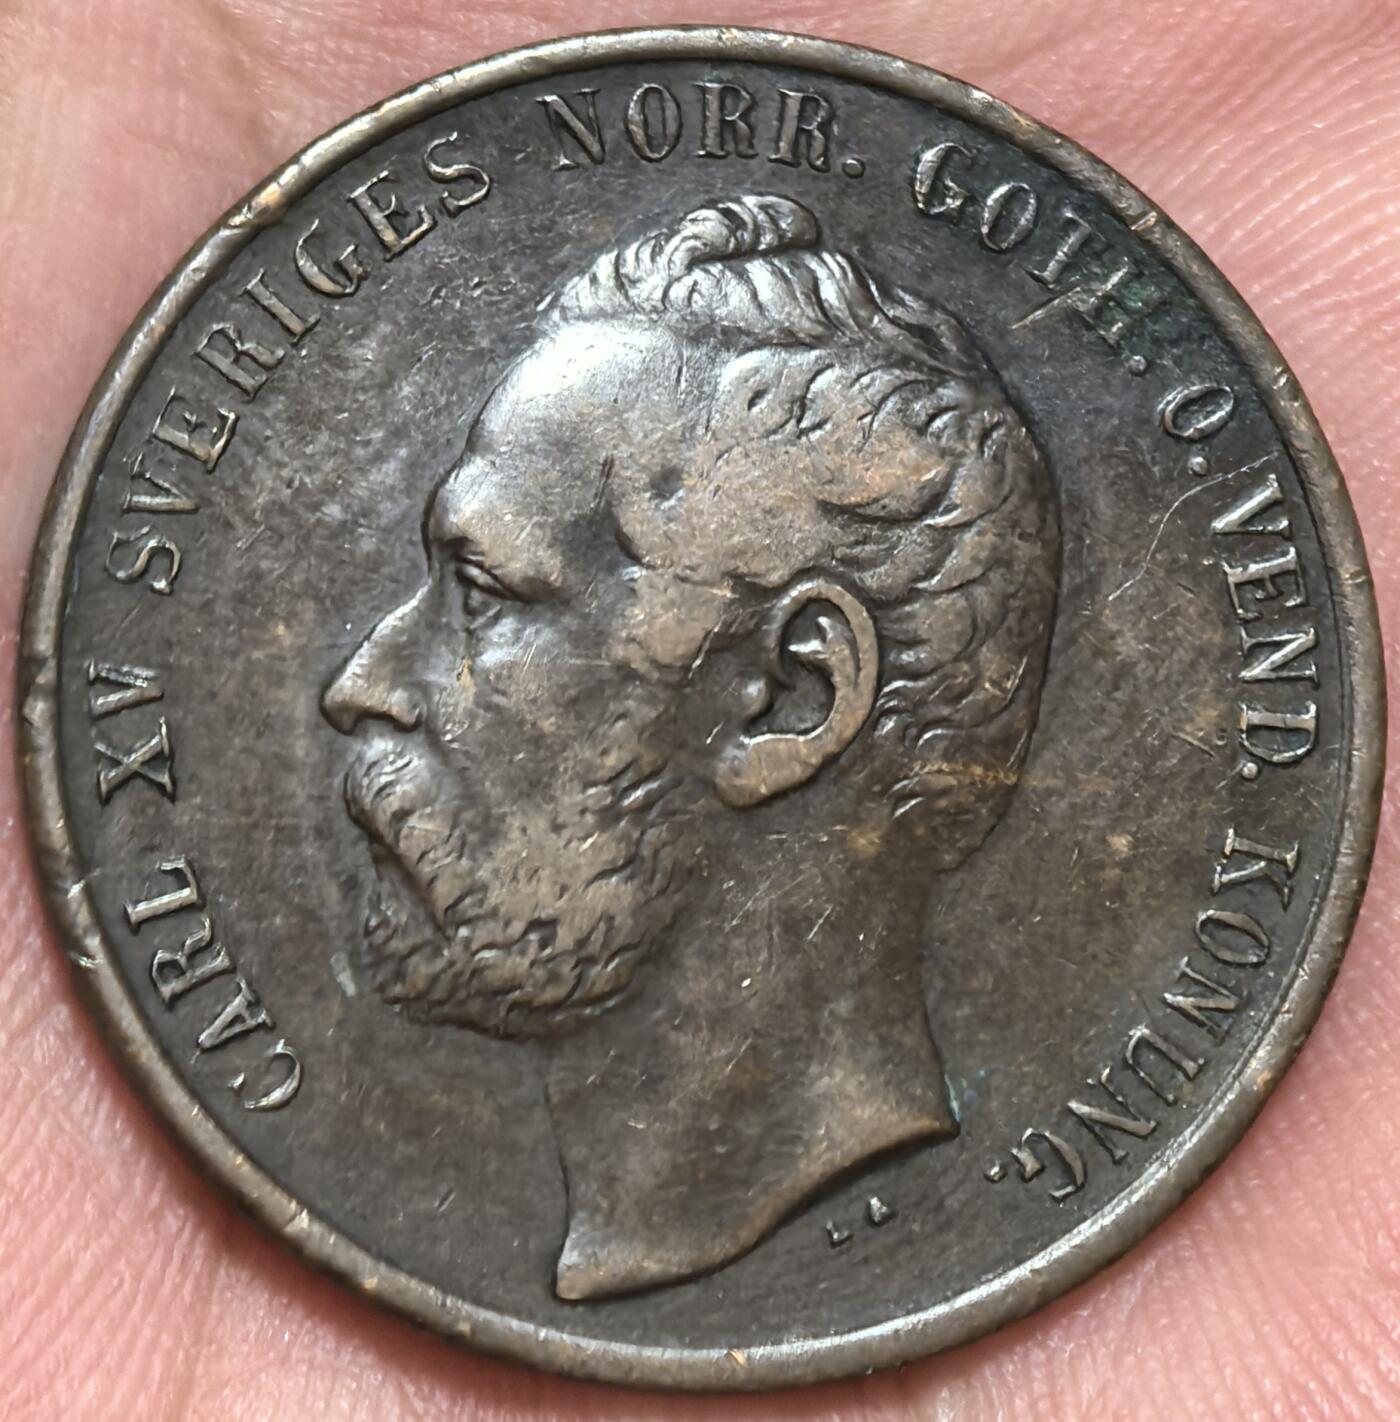 CARL XV SVERIGES NORR. GOTH. O. VEND. KONUNG.
L A